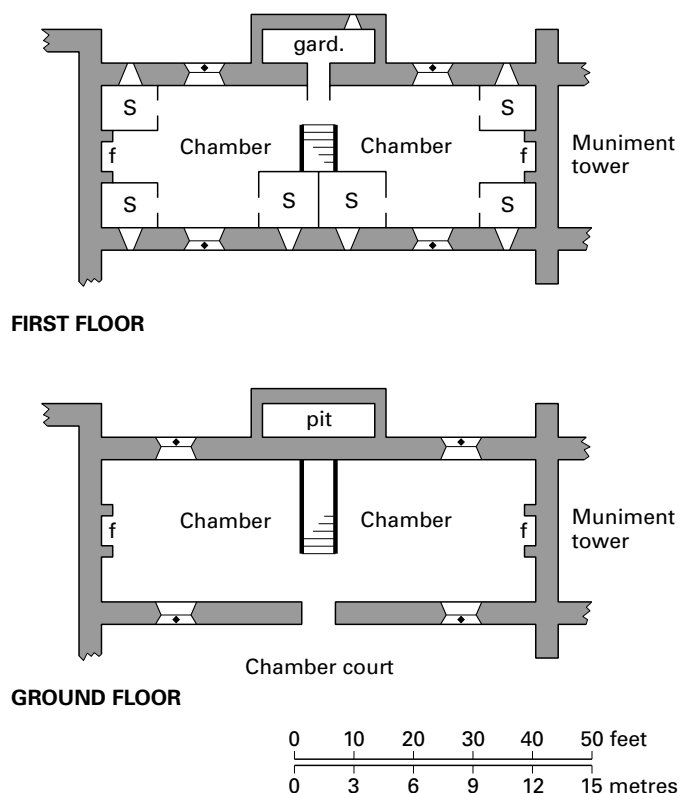 gard.
S
S
Chamber
Chamber
f
f
Muniment
tower
S
S
S
S
FIRST FLOOR
pit
Chamber
Chamber
f
f
Muniment
tower
Chamber court
GROUND FLOOR
0 10 20 30 40 50 feet
0 3 6 9 12 15 metres